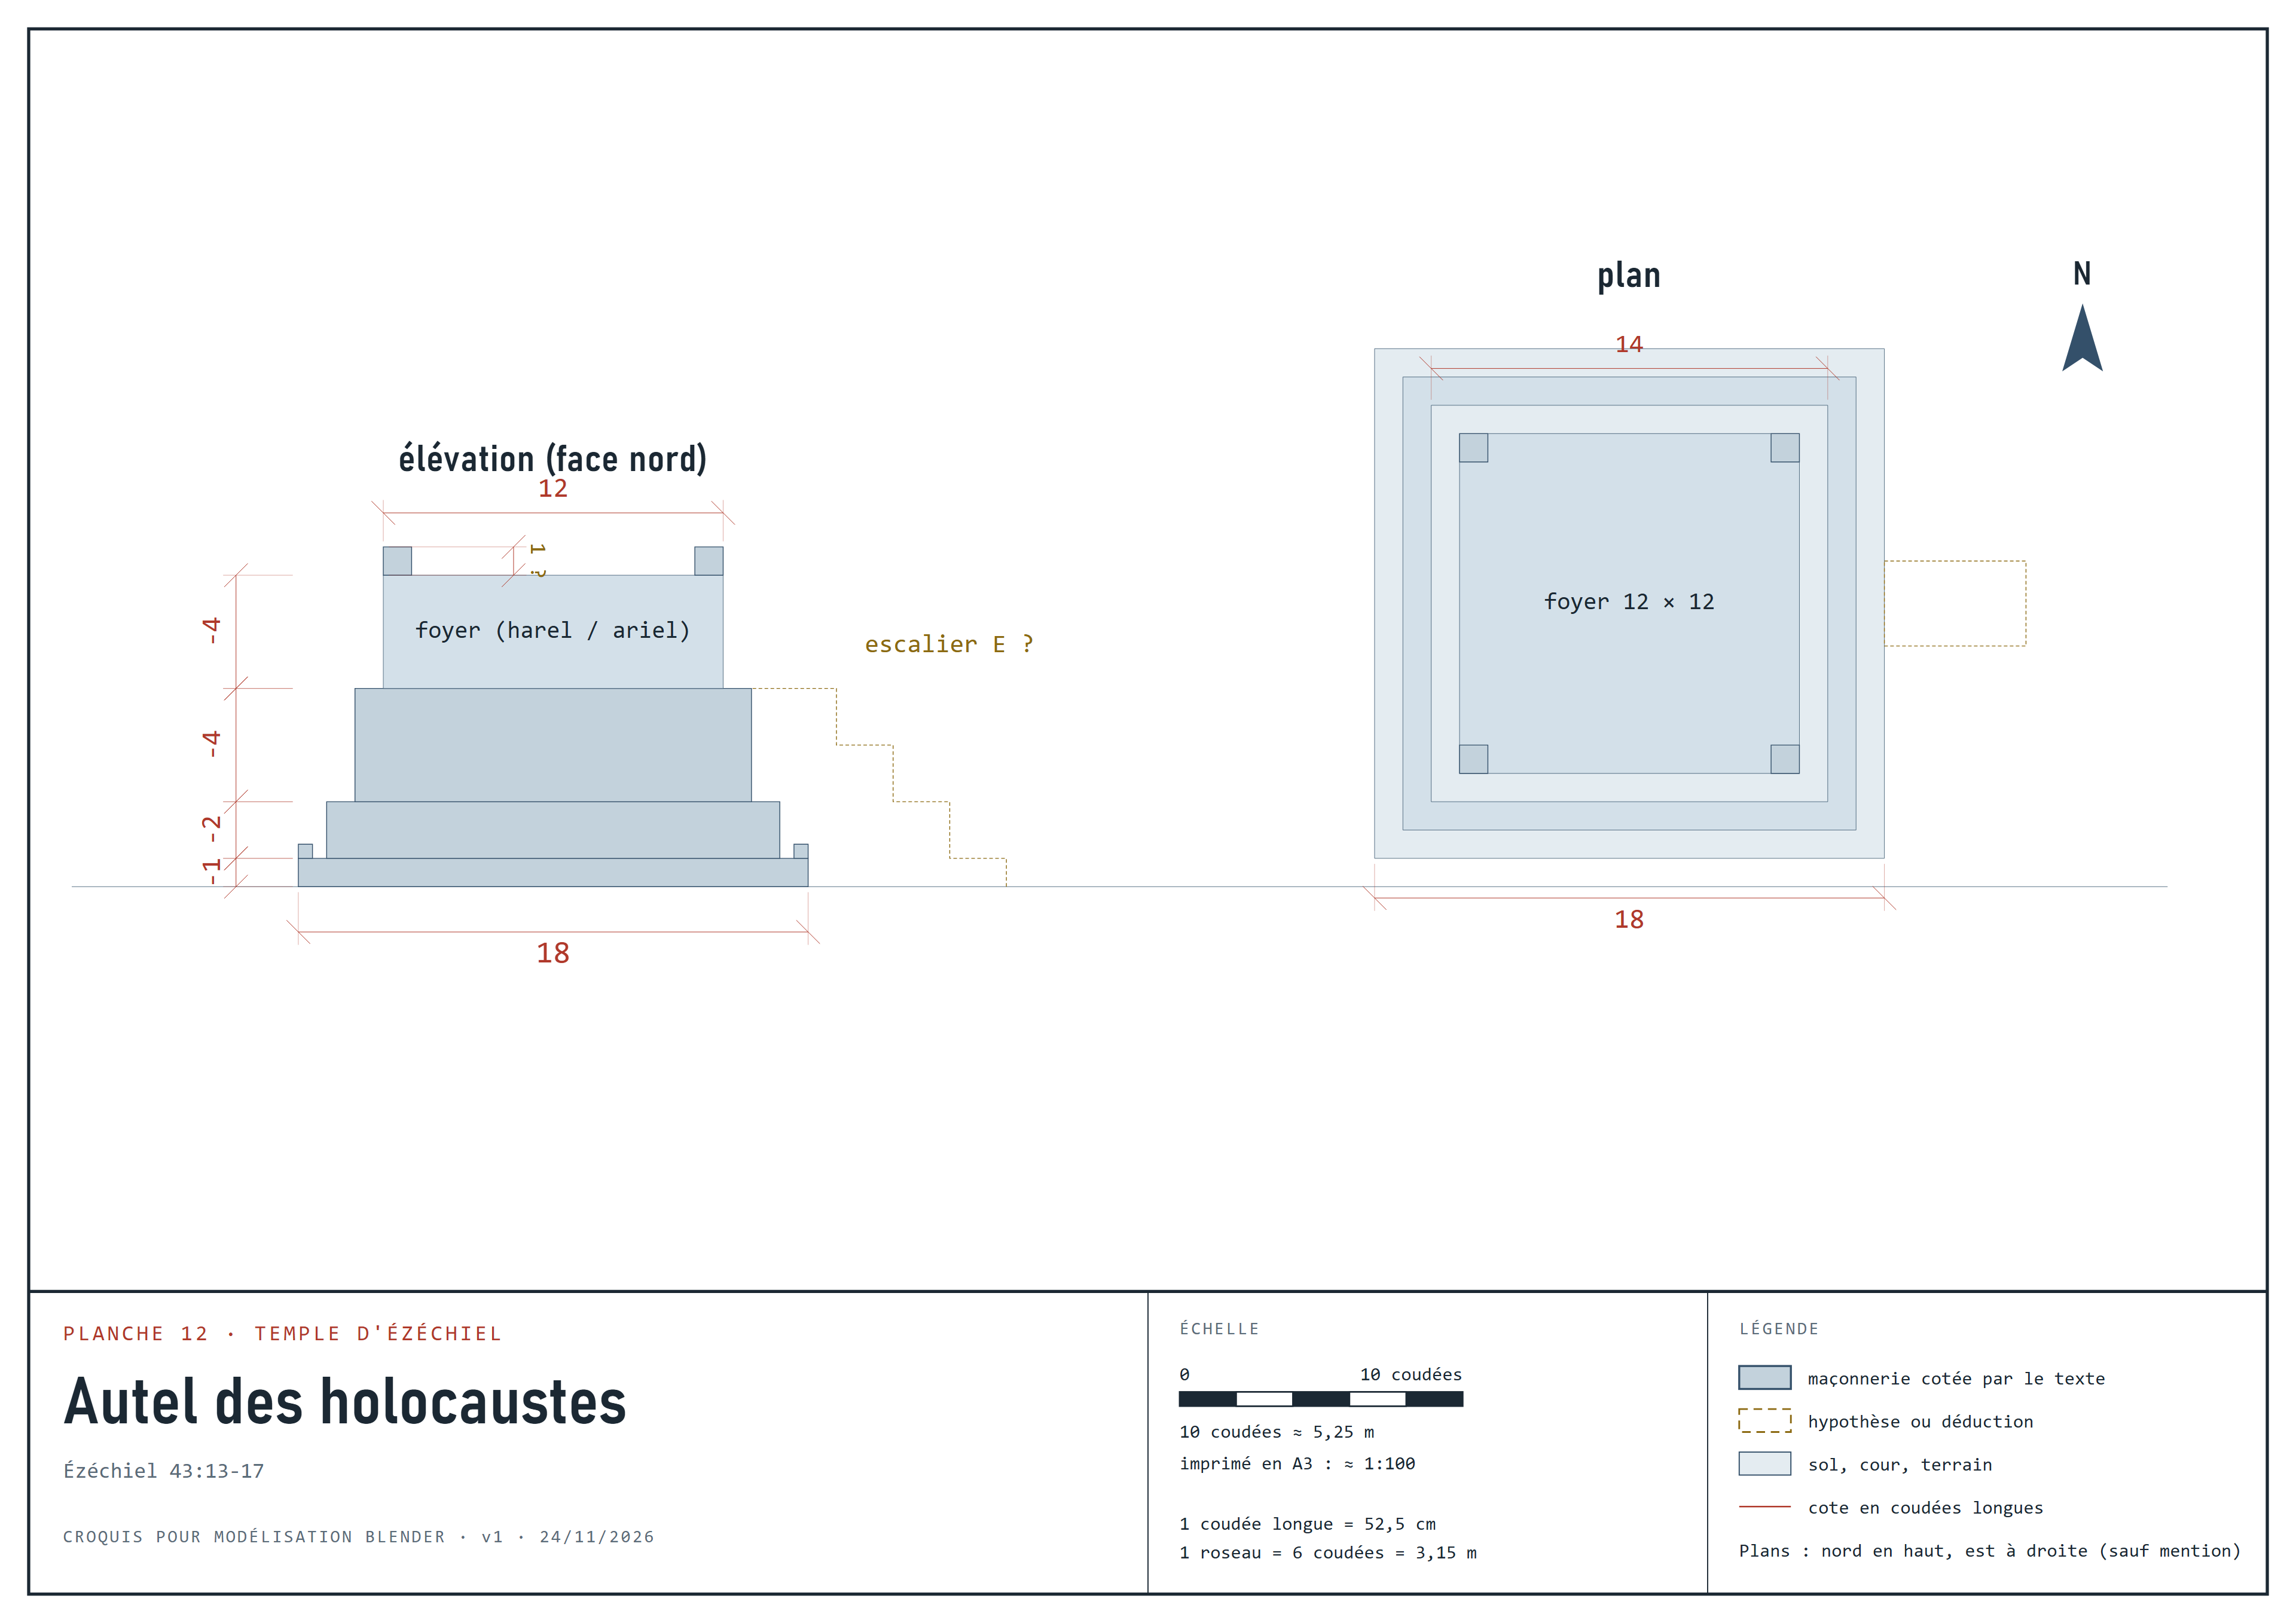 plan
N
14
élévation (face nord)
12
1 ?
-4
foyer (harel / ariel)
foyer 12 × 12
escalier E ?
-4
-2
-1
18
18
PLANCHE 12 · TEMPLE D'ÉZÉCHIEL
Autel des holocaustes
Ézéchiel 43:13-17
CROQUIS POUR MODÉLISATION BLENDER · v1 · 24/11/2026
ÉCHELLE
0 10 coudées
10 coudées ≈ 5,25 m
imprimé en A3 : ≈ 1:100
1 coudée longue = 52,5 cm
1 roseau = 6 coudées = 3,15 m
LÉGENDE
maçonnerie cotée par le texte
hypothèse ou déduction
sol, cour, terrain
cote en coudées longues
Plans : nord en haut, est à droite (sauf mention)